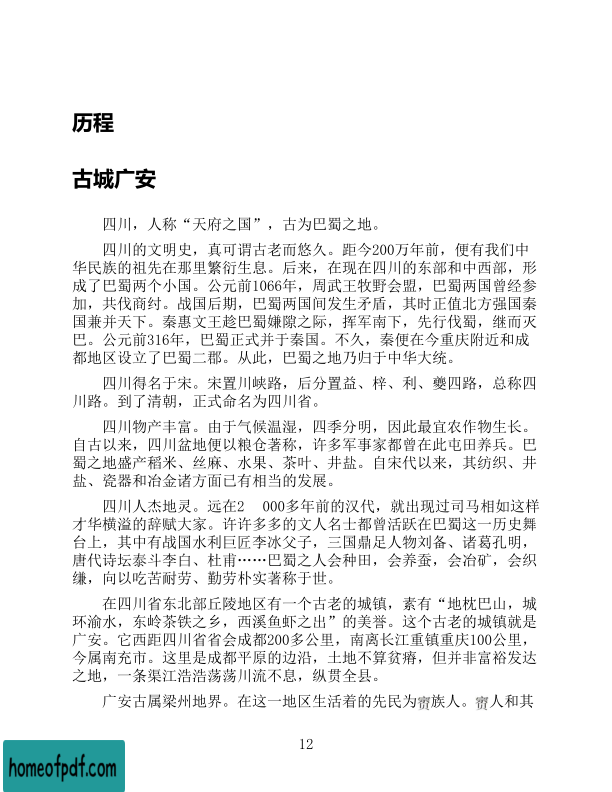 历程
古城广安
四川，人称“天府之国”，古为巴蜀之地。
四川的文明史，真可谓古老而悠久。距今200万年前，便有我们中
华民族的祖先在那里繁衍生息。后来，在现在四川的东部和中西部，形
成了巴蜀两个小国。公元前1066年，周武王牧野会盟，巴蜀两国曾经参
加，共伐商纣。战国后期，巴蜀两国间发生矛盾，其时正值北方强国秦
国兼并天下。秦惠文王趁巴蜀嫌隙之际，挥军南下，先行伐蜀，继而灭
巴。公元前316年，巴蜀正式并于秦国。不久，秦便在今重庆附近和成
都地区设立了巴蜀二郡。从此，巴蜀之地乃归于中华大统。
四川得名于宋。宋置川峡路，后分置益、梓、利、夔四路，总称四
川路。到了清朝，正式命名为四川省。
四川物产丰富。由于气候温湿，四季分明，因此最宜农作物生长。
自古以来，四川盆地便以粮仓著称，许多军事家都曾在此屯田养兵。巴
蜀之地盛产稻米、丝麻、水果、茶叶、井盐。自宋代以来，其纺织、井
盐、瓷器和冶金诸方面已有相当的发展。
四川人杰地灵。远在2 000多年前的汉代，就出现过司马相如这样
才华横溢的辞赋大家。许许多多的文人名士都曾活跃在巴蜀这一历史舞
台上，其中有战国水利巨匠李冰父子，三国鼎足人物刘备、诸葛孔明，
唐代诗坛泰斗李白、杜甫……巴蜀之人会种田，会养蚕，会冶矿，会织
缣，向以吃苦耐劳、勤劳朴实著称于世。
在四川省东北部丘陵地区有一个古老的城镇，素有“地枕巴山，城
环渝水，东岭茶铁之乡，西溪鱼虾之出”的美誉。这个古老的城镇就是
广安。它西距四川省省会成都200多公里，南离长江重镇重庆100公里，
今属南充市。这里是成都平原的边沿，土地不算贫瘠，但并非富裕发达
之地，一条渠江浩浩荡荡川流不息，纵贯全县。
广安古属梁州地界。在这一地区生活着的先民为賨族人。賨人和其
12
homeofpdf.com